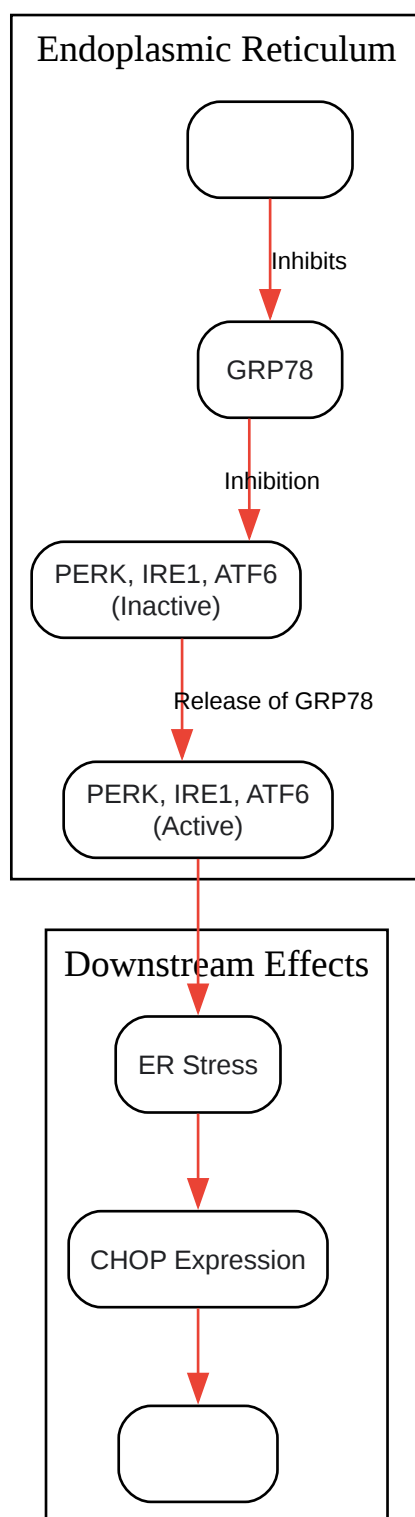 Endoplasmic Reticulum
Inhibits
GRP78
Inhibition
PERK, IRE1, ATF6
(Inactive)
Release of GRP78
PERK, IRE1, ATF6
(Active)
Downstream Effects
ER Stress
CHOP Expression